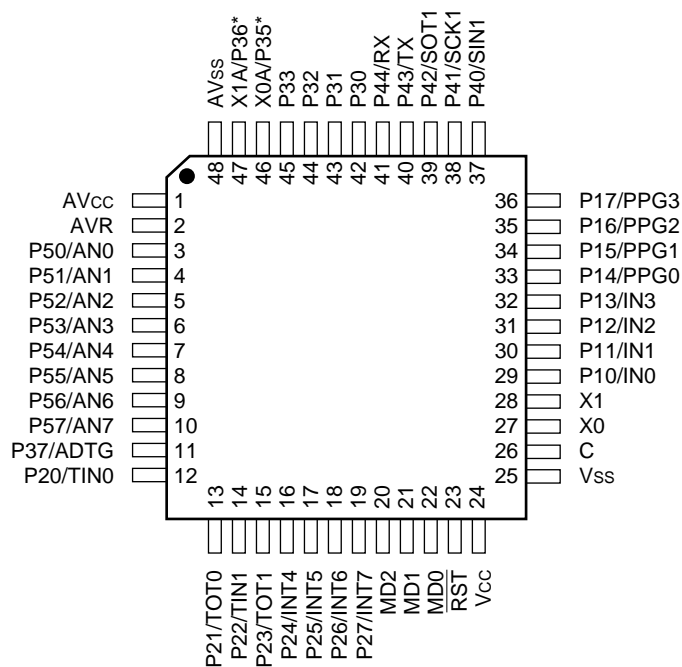 AVss
X1A/P36*
X0A/P35*
P33
P32
P31
P30
P44/RX
P43/TX
P42/SOT1
P41/SCK1
P40/SIN1
48
47
46
45
44
43
42
41
40
39
38
37
AVcc 1
AVR 2
P50/AN0 3
P51/AN1 4
P52/AN2 5
P53/AN3 6
P54/AN4 7
P55/AN5 8
P56/AN6 9
P57/AN7 10
P37/ADTG 11
P20/TIN0 12
36 P17/PPG3
35 P16/PPG2
34 P15/PPG1
33 P14/PPG0
32 P13/IN3
31 P12/IN2
30 P11/IN1
29 P10/IN0
28 X1
27 X0
26 C
25 Vss
13
14
15
16
17
18
19
20
21
22
23
24
P21/TOT0
P22/TIN1
P23/TOT1
P24/INT4
P25/INT5
P26/INT6
P27/INT7
MD2
MD1
MD0
RST
Vcc